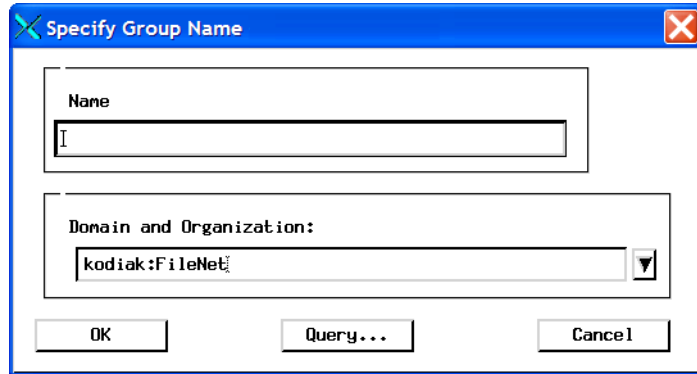 Specify Group Name
Name
Domain and Organization:
kodiak:FileNet
OK
Query...
Cancel